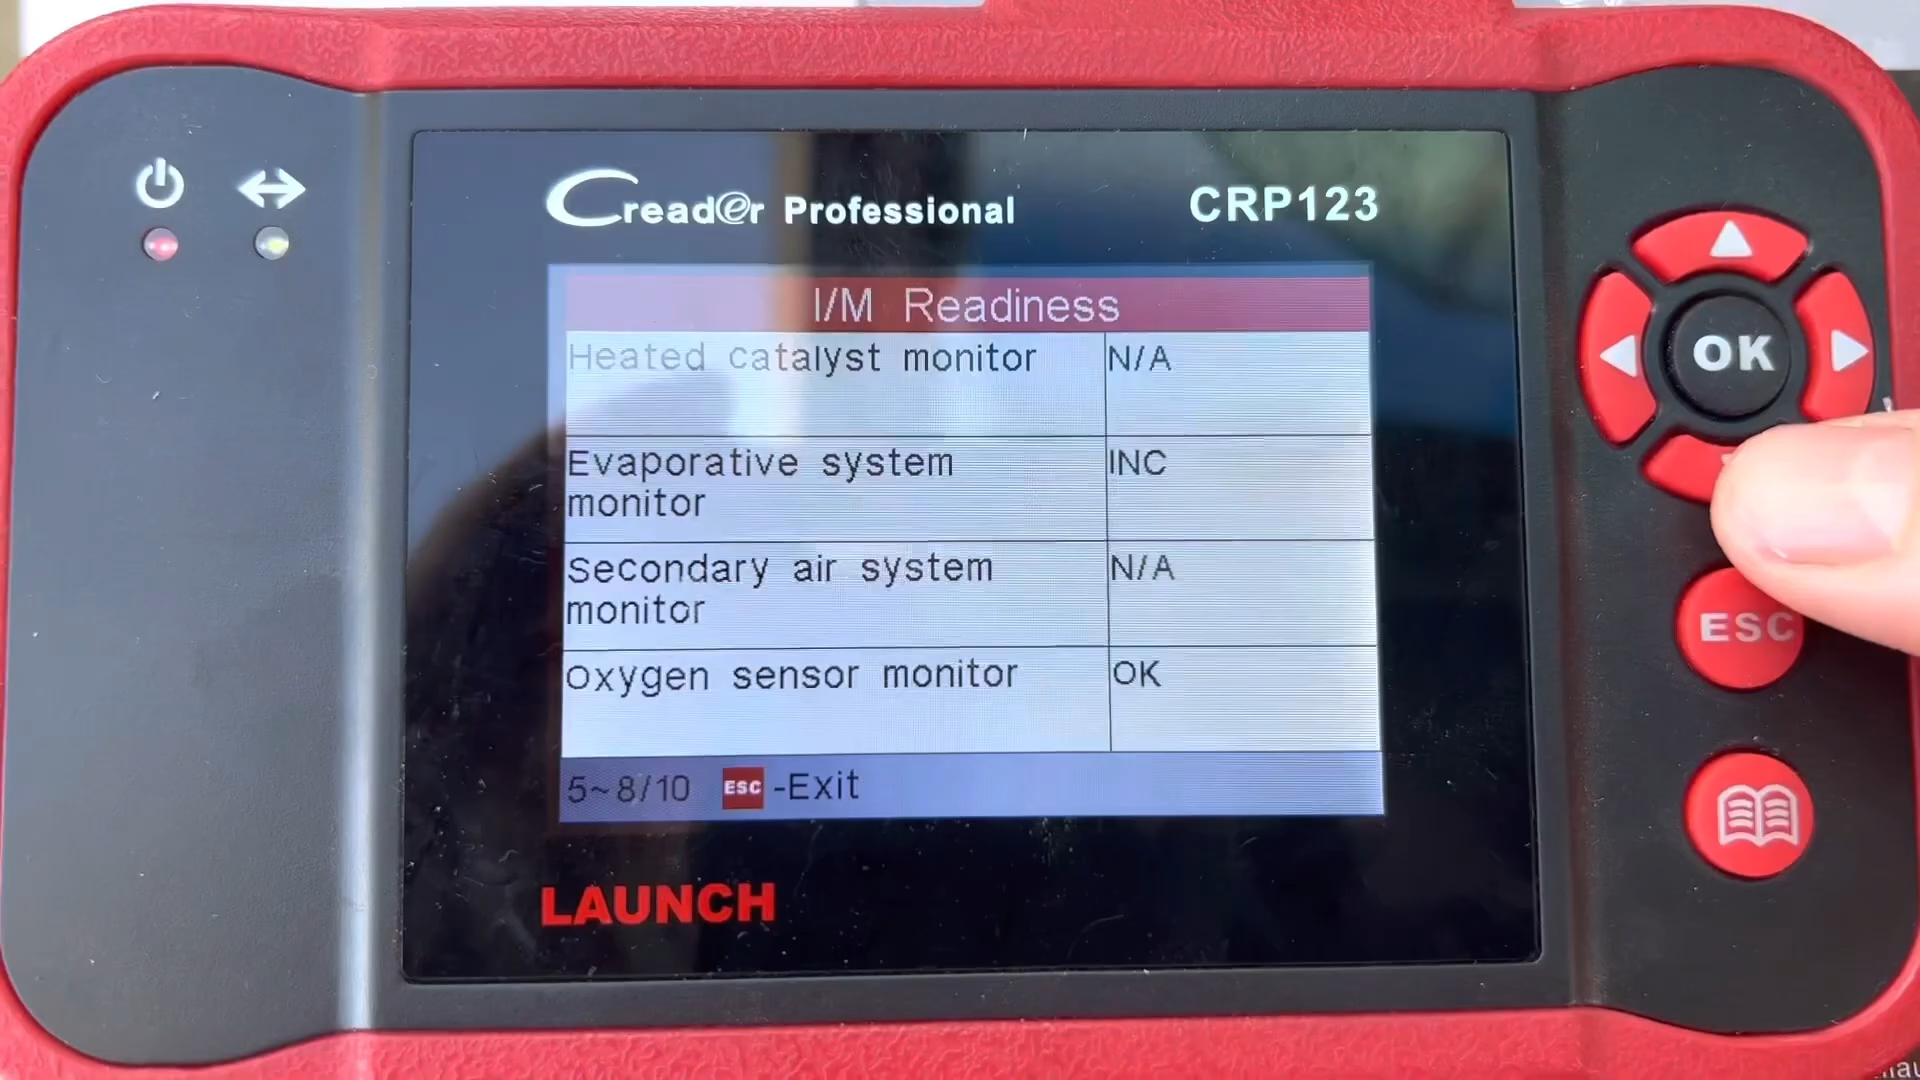 Creader Professional CRP123
I/M Readiness
Heated catalyst monitor N/A
Evaporative system monitor INC
Secondary air system monitor N/A
Oxygen sensor monitor OK
5~8/10 ESC -Exit
LAUNCH
OK
ESC